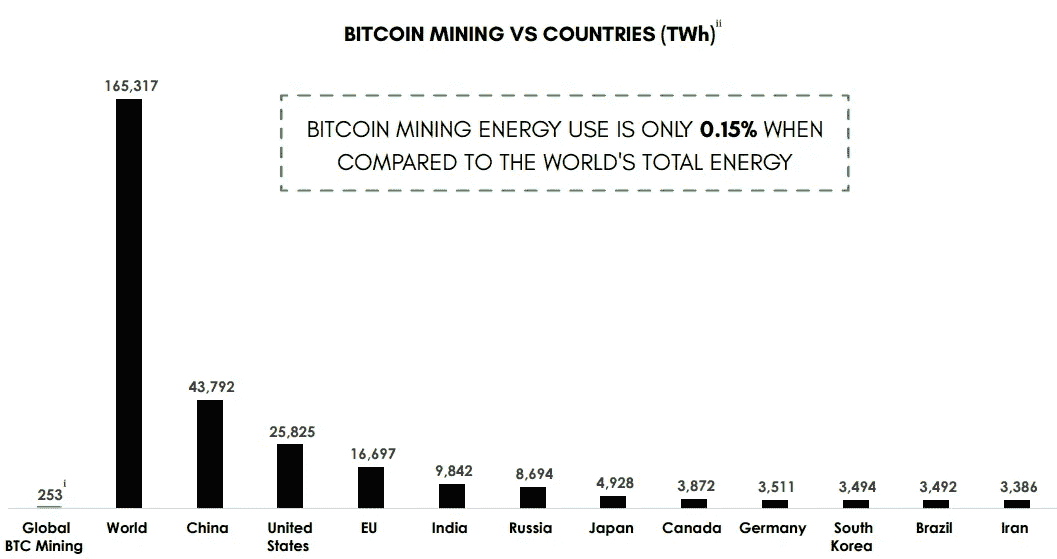 BITCOIN MINING VS COUNTRIES (TWh)ii
165,317
BITCOIN MINING ENERGY USE IS ONLY 0.15% WHEN
COMPARED TO THE WORLD'S TOTAL ENERGY
43,792
25,825
16,697
9,842
8,694
4,928
3,872
3,511
3,494
3,492
3,386
253i
Global
BTC Mining
World
China
United
States
EU
India
Russia
Japan
Canada
Germany
South
Korea
Brazil
Iran